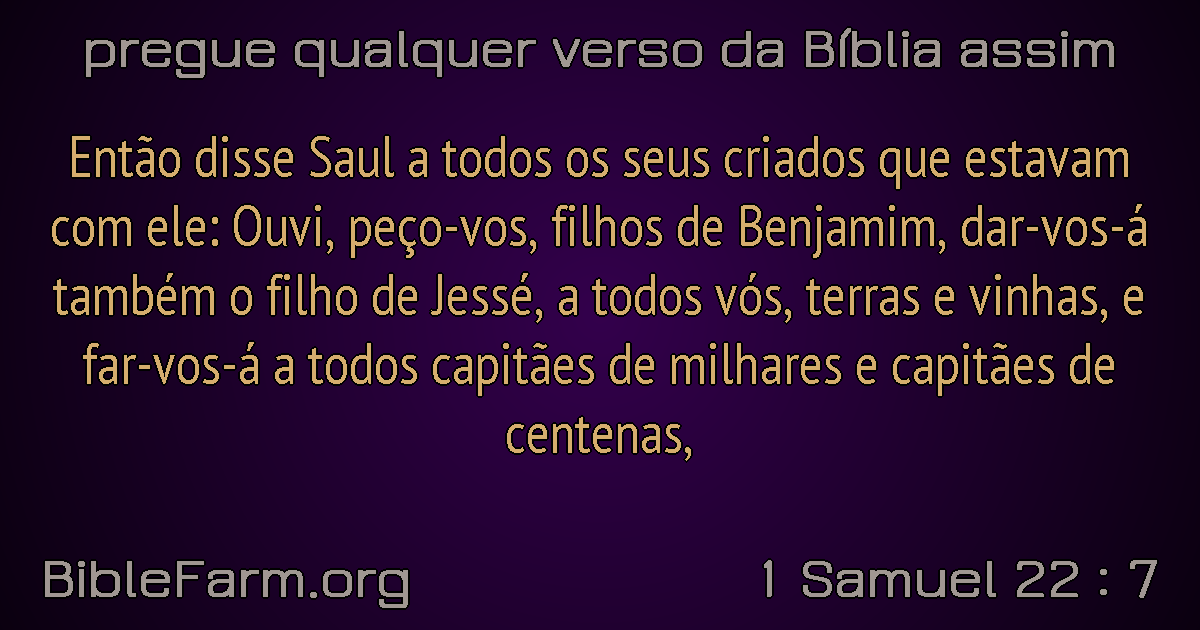 pregue qualquer verso da Bíblia assim
Então disse Saul a todos os seus criados que estavam
com ele: Ouvi, peço-vos, filhos de Benjamim, dar-vos-á
também o filho de Jessé, a todos vós, terras e vinhas, e
far-vos-á a todos capitães de milhares e capitães de
centenas,
BibleFarm.org
1 Samuel 22 : 7